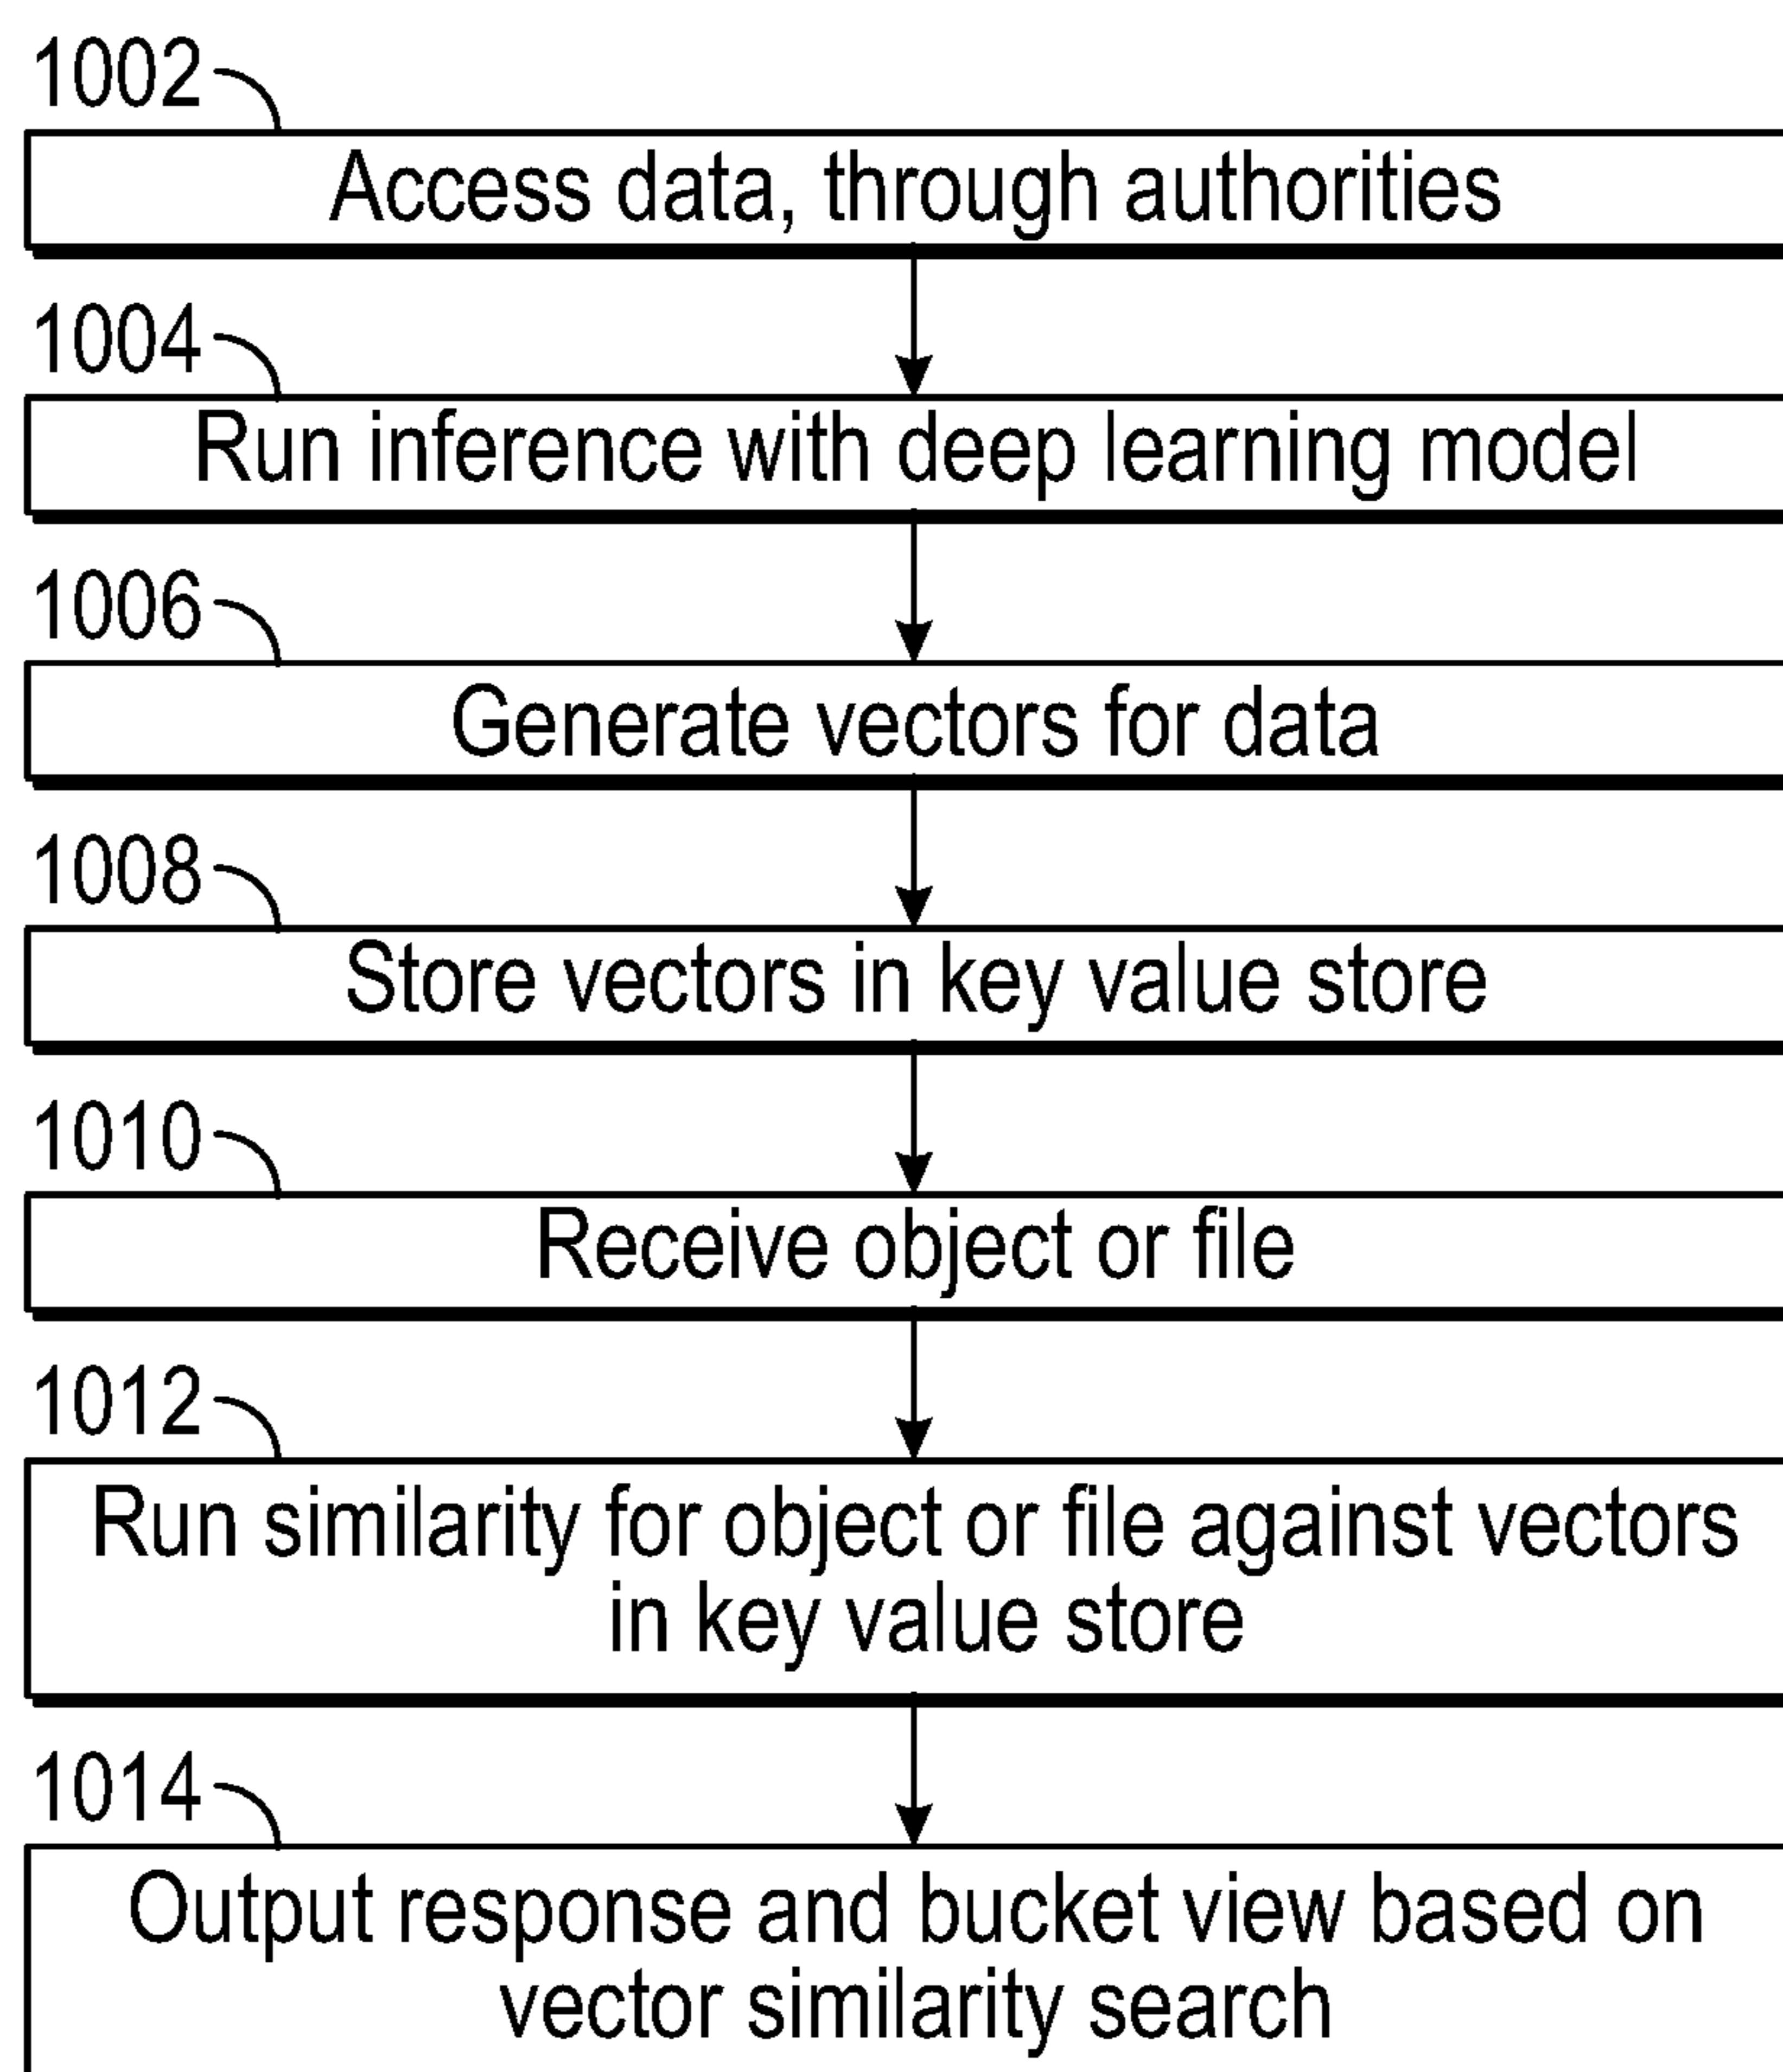 1002
Access data, through authorities
1004
Run inference with deep learning model
1006
Generate vectors for data
1008
Store vectors in key value store
1010
Receive object or file
1012
Run similarity for object or file against vectors
in key value store
1014
Output response and bucket view based on
vector similarity search